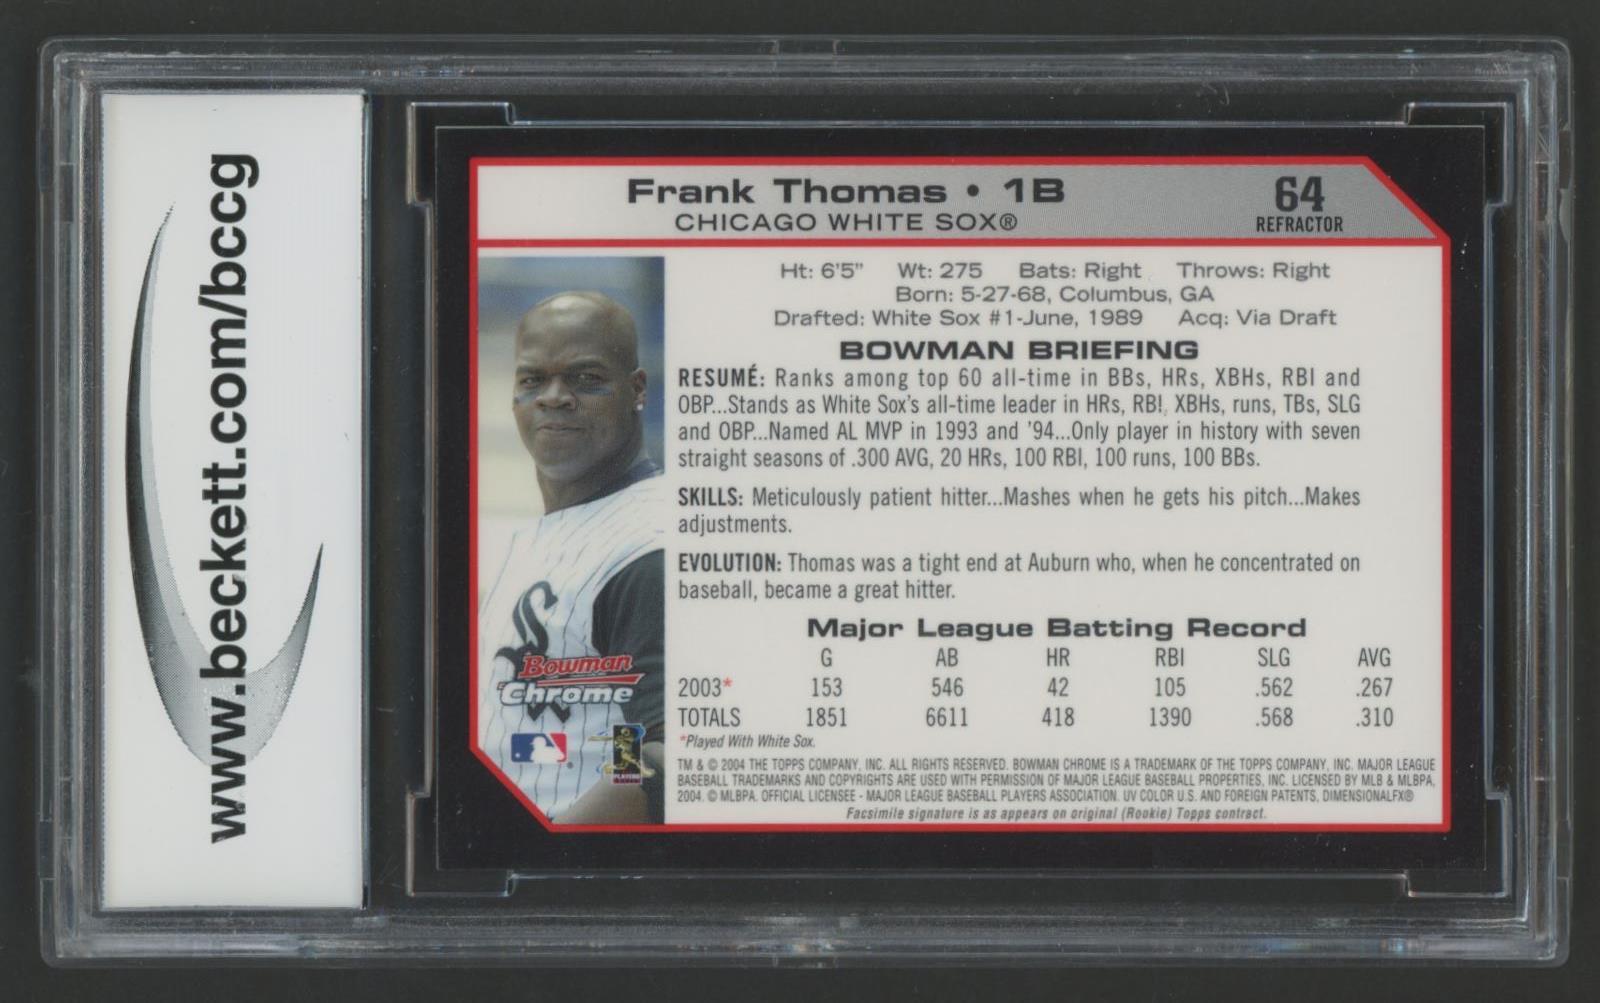 www.beckett.com/bccg
Frank Thomas • 1B
CHICAGO WHITE SOX®
64
REFRACTOR
Ht: 6'5" Wt: 275 Bats: Right Throws: Right
Born: 5-27-68, Columbus, GA
Drafted: White Sox #1-June, 1989 Acq: Via Draft
BOWMAN BRIEFING
RESUMÉ: Ranks among top 60 all-time in BBs, HRs, XBHs, RBI and
OBP...Stands as White Sox's all-time leader in HRs, RBI, XBHs, runs, TBs, SLG
and OBP...Named AL MVP in 1993 and '94...Only player in history with seven
straight seasons of .300 AVG, 20 HRs, 100 RBI, 100 runs, 100 BBs.
SKILLS: Meticulously patient hitter...Mashes when he gets his pitch...Makes
adjustments.
EVOLUTION: Thomas was a tight end at Auburn who, when he concentrated on
baseball, became a great hitter.
Major League Batting Record
G AB HR RBI SLG AVG
2003* 153 546 42 105 .562 .267
TOTALS 1851 6611 418 1390 .568 .310
*Played With White Sox.
TM & © 2004 THE TOPPS COMPANY, INC. ALL RIGHTS RESERVED. BOWMAN CHROME IS A TRADEMARK OF THE TOPPS COMPANY, INC. MAJOR LEAGUE
BASEBALL TRADEMARKS AND COPYRIGHTS ARE USED WITH PERMISSION OF MAJOR LEAGUE BASEBALL PROPERTIES, INC. LICENSED BY MLB & MLBPA,
2004. © MLBPA. OFFICIAL LICENSEE - MAJOR LEAGUE BASEBALL PLAYERS ASSOCIATION. UV COLOR U.S. AND FOREIGN PATENTS, DIMENSIONALFX®
Facsimile signature is as appears on original (Rookie) Topps contract.
Bowman
Chrome
PLAYERS